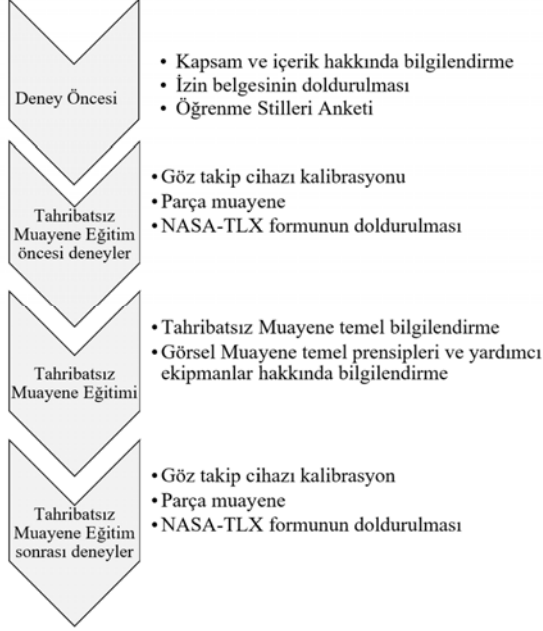 Deney Öncesi
• Kapsam ve içerik hakkında bilgilendirme
• İzin belgesinin doldurulması
• Öğrenme Stilleri Anketi
Tahribatsız
Muayene Eğitim
öncesi deneyler
• Göz takip cihazı kalibrasyonu
• Parça muayene
• NASA-TLX formunun doldurulması
Tahribatsız
Muayene Eğitimi
• Tahribatsız Muayene temel bilgilendirme
• Görsel Muayene temel prensipleri ve yardımcı
ekipmanlar hakkında bilgilendirme
Tahribatsız
Muayene Eğitim
sonrası deneyler
• Göz takip cihazı kalibrasyon
• Parça muayene
• NASA-TLX formunun doldurulması